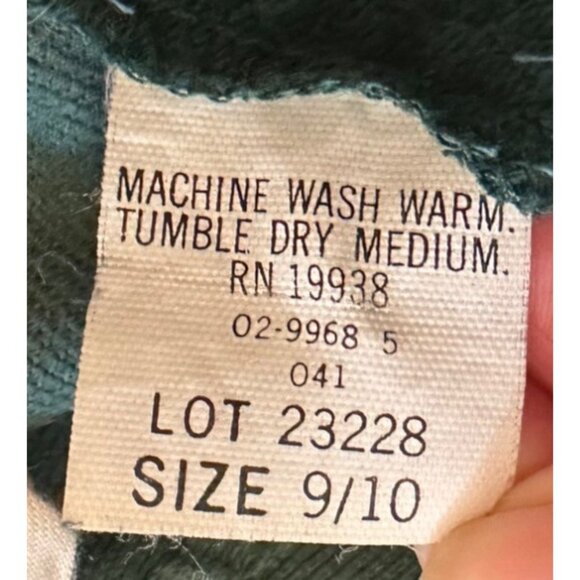 MACHINE WASH WARM.
TUMBLE DRY MEDIUM.
RN 19938
02-9968 5
041
LOT 23228
SIZE 9/10